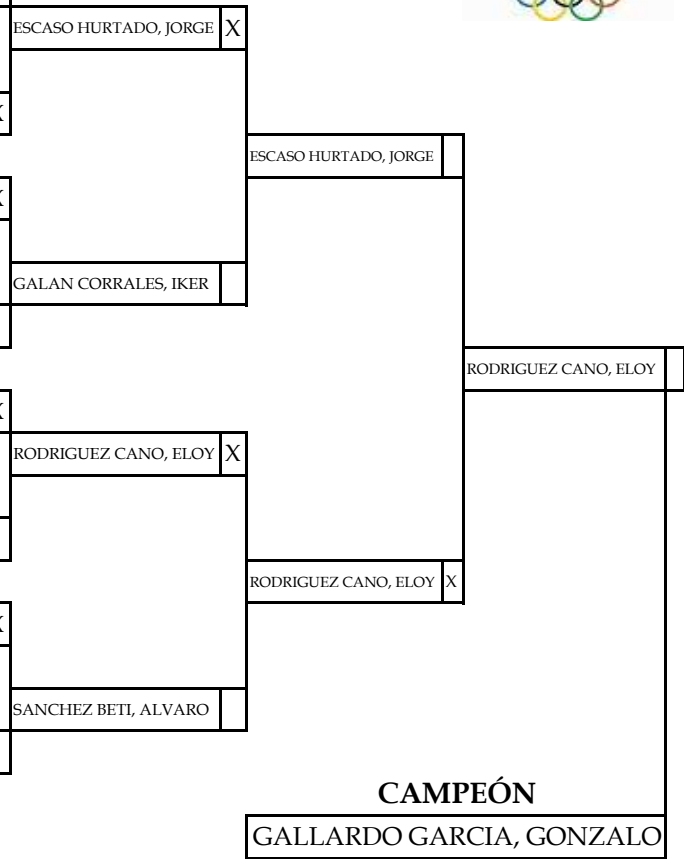 ESCASO HURTADO, JORGE X
ESCASO HURTADO, JORGE
GALAN CORRALES, IKER
RODRIGUEZ CANO, ELOY
RODRIGUEZ CANO, ELOY X
RODRIGUEZ CANO, ELOY X
SANCHEZ BETI, ALVARO
CAMPEÓN
GALLARDO GARCIA, GONZALO